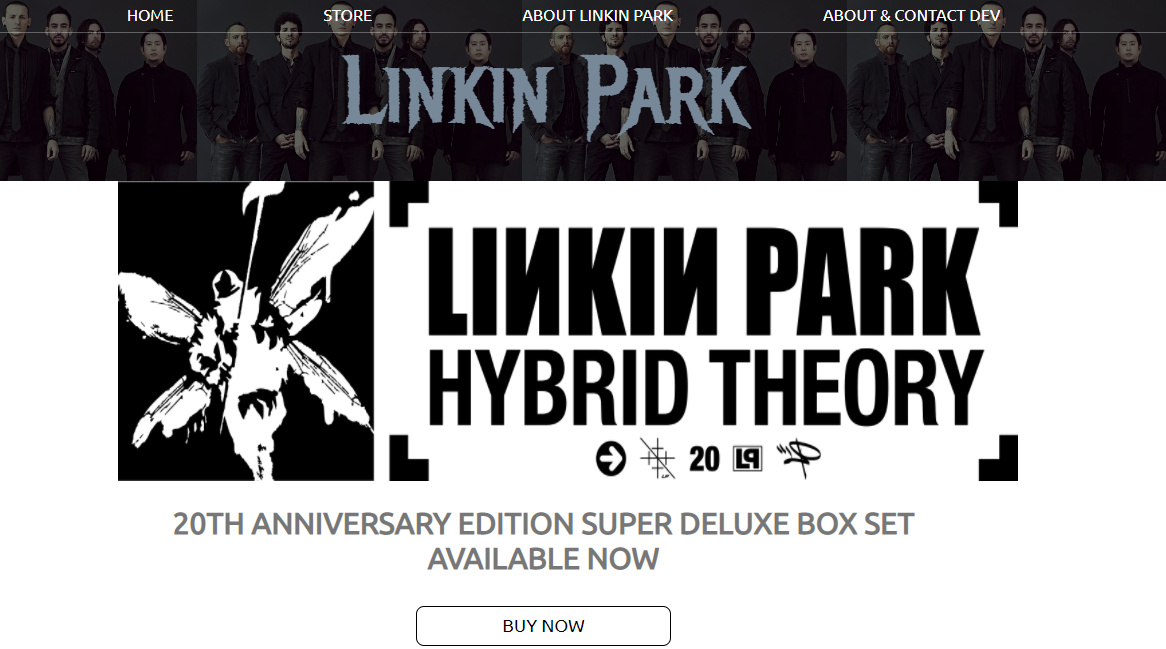 HOME STORE ABOUT LINKIN PARK ABOUT & CONTACT DEV
LINKIN PARK
LINKIN PARK
HYBRID THEORY
20 LP
20TH ANNIVERSARY EDITION SUPER DELUXE BOX SET
AVAILABLE NOW
BUY NOW